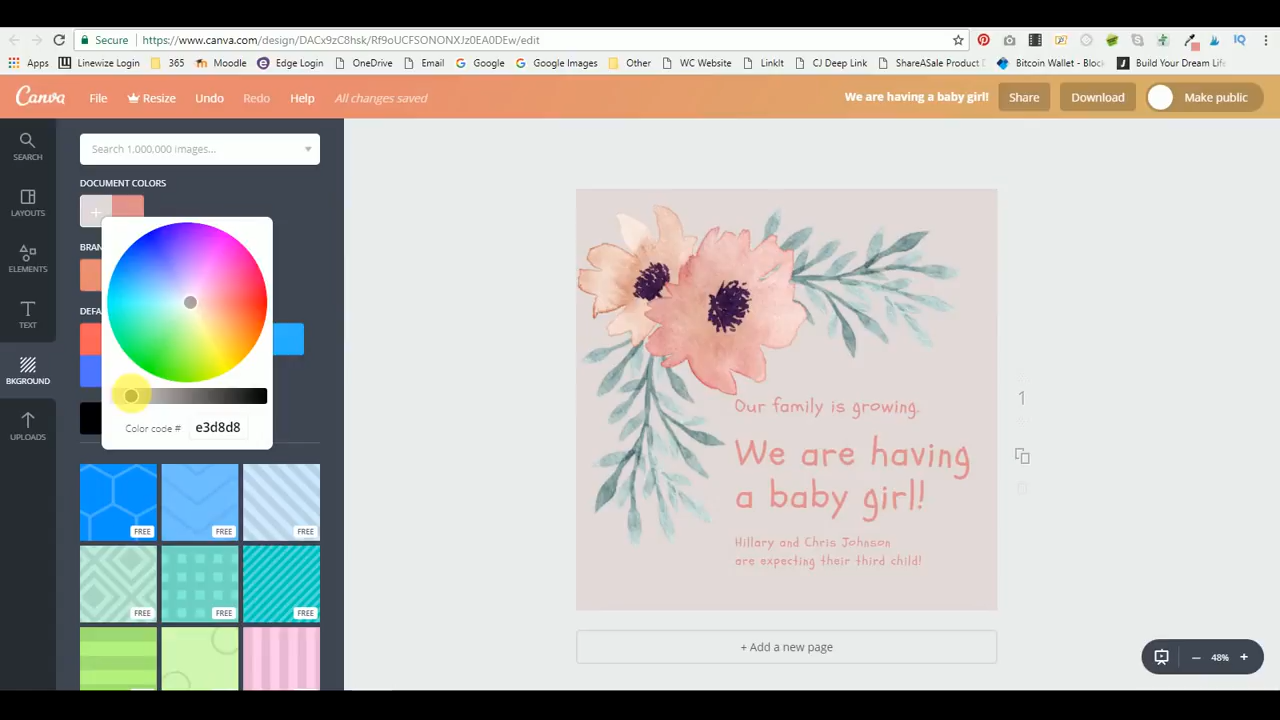 Secure https://www.canva.com/design/DACx9zC8hsk/Rf9oUCFSONONXJz0EA0DEw/edit
Apps Linewize Login 365 Moodle Edge Login OneDrive Email Google Google Images Other WC Website LinkIt CJ Deep Link ShareASale Product D Bitcoin Wallet - Block Build Your Dream Life
Canva File Resize Undo Redo Help All changes saved We are having a baby girl! Share Download Make public
SEARCH
LAYOUTS
ELEMENTS
TEXT
BKGROUND
UPLOADS
Search 1,000,000 images...
DOCUMENT COLORS
BRAN
DEFA
Color code # e3d8d8
FREE FREE FREE
FREE FREE FREE
Our family is growing.
We are having
a baby girl!
Hillary and Chris Johnson
are expecting their third child!
1
+ Add a new page
48%